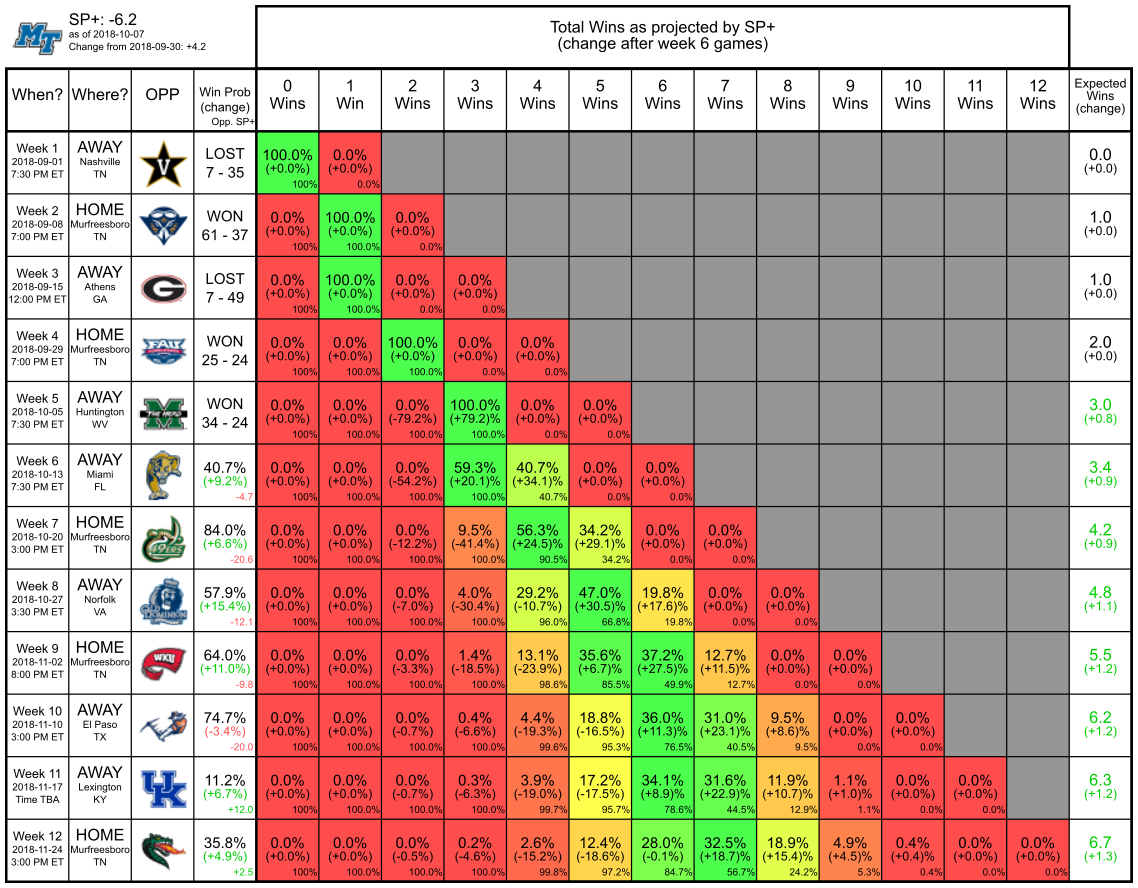 MT
SP+: -6.2
as of 2018-10-07
Change from 2018-09-30: +4.2
Total Wins as projected by SP+
(change after week 6 games)
When? Where? OPP Win Prob (change) Opp. SP+ 0 Wins 1 Win 2 Wins 3 Wins 4 Wins 5 Wins 6 Wins 7 Wins 8 Wins 9 Wins 10 Wins 11 Wins 12 Wins Expected Wins (change)
Week 1 AWAY LOST 100.0% 0.0% 0.0
2018-09-01 Nashville V 7 - 35 (+0.0%) (+0.0%) (+0.0)
7:30 PM ET TN 100% 0.0%
Week 2 HOME WON 0.0% 100.0% 0.0% 1.0
2018-09-08 Murfreesboro 61 - 37 (+0.0%) (+0.0%) (+0.0%) (+0.0)
7:00 PM ET TN 100% 100.0% 0.0%
Week 3 AWAY LOST 0.0% 100.0% 0.0% 0.0% 1.0
2018-09-15 Athens G 7 - 49 (+0.0%) (+0.0%) (+0.0%) (+0.0%) (+0.0)
12:00 PM ET GA 100% 100.0% 0.0% 0.0%
Week 4 HOME WON 0.0% 0.0% 100.0% 0.0% 0.0% 2.0
2018-09-29 Murfreesboro FAU 25 - 24 (+0.0%) (+0.0%) (+0.0%) (+0.0%) (+0.0%) (+0.0)
7:00 PM ET TN 100% 100% 100.0% 0.0% 0.0%
Week 5 AWAY WON 0.0% 0.0% 0.0% 100.0% 0.0% 0.0% 3.0
2018-10-05 Huntington THE HERD 34 - 24 (+0.0%) (+0.0%) (-79.2%) (+79.2)% (+0.0%) (+0.0%) (+0.8)
7:30 PM ET WV 100% 100.0% 100.0% 100.0% 0.0% 0.0%
Week 6 AWAY 40.7% 0.0% 0.0% 0.0% 59.3% 40.7% 0.0% 0.0% 3.4
2018-10-13 Miami (+9.2%) (+0.0%) (+0.0%) (-54.2%) (+20.1)% (+34.1)% (+0.0%) (+0.0%) (+0.9)
7:30 PM ET FL -4.7 100% 100.0% 100.0% 100.0% 40.7% 0.0% 0.0%
Week 7 HOME 84.0% 0.0% 0.0% 0.0% 9.5% 56.3% 34.2% 0.0% 0.0% 4.2
2018-10-20 Murfreesboro 49ERS (+6.6%) (+0.0%) (+0.0%) (-12.2%) (-41.4%) (+24.5)% (+29.1)% (+0.0%) (+0.0%) (+0.9)
3:00 PM ET TN -20.6 100% 100.0% 100.0% 100.0% 90.5% 34.2% 0.0% 0.0%
Week 8 AWAY 57.9% 0.0% 0.0% 0.0% 4.0% 29.2% 47.0% 19.8% 0.0% 0.0% 4.8
2018-10-27 Norfolk OLD DOMINION (+15.4%) (+0.0%) (+0.0%) (-7.0%) (-30.4%) (-10.7%) (+30.5)% (+17.6)% (+0.0%) (+0.0%) (+1.1)
3:30 PM ET VA -12.1 100% 100.0% 100.0% 100.0% 96.0% 66.8% 19.8% 0.0% 0.0%
Week 9 HOME 64.0% 0.0% 0.0% 0.0% 1.4% 13.1% 35.6% 37.2% 12.7% 0.0% 0.0% 5.5
2018-11-02 Murfreesboro WKU (+11.0%) (+0.0%) (+0.0%) (-3.3%) (-18.5%) (-23.9%) (+6.7)% (+27.5)% (+11.5)% (+0.0%) (+0.0%) (+1.2)
8:00 PM ET TN -9.8 100% 100.0% 100.0% 100.0% 98.6% 85.5% 49.9% 12.7% 0.0% 0.0%
Week 10 AWAY 74.7% 0.0% 0.0% 0.0% 0.4% 4.4% 18.8% 36.0% 31.0% 9.5% 0.0% 0.0% 6.2
2018-11-10 El Paso (-3.4%) (+0.0%) (+0.0%) (-0.7%) (-6.6%) (-19.3%) (-16.5%) (+11.3)% (+23.1)% (+8.6)% (+0.0%) (+0.0%) (+1.2)
3:00 PM ET TX -20.0 100% 100.0% 100.0% 100.0% 99.6% 95.3% 76.5% 40.5% 9.5% 0.0% 0.0%
Week 11 AWAY 11.2% 0.0% 0.0% 0.0% 0.3% 3.9% 17.2% 34.1% 31.6% 11.9% 1.1% 0.0% 0.0% 6.3
2018-11-17 Lexington UK (+6.7%) (+0.0%) (+0.0%) (-0.7%) (-6.3%) (-19.0%) (-17.5%) (+8.9)% (+22.9)% (+10.7)% (+1.0)% (+0.0%) (+0.0%) (+1.2)
Time TBA KY +12.0 100% 100.0% 100.0% 100.0% 99.7% 95.7% 78.6% 44.5% 12.9% 1.1% 0.0% 0.0%
Week 12 HOME 35.8% 0.0% 0.0% 0.0% 0.2% 2.6% 12.4% 28.0% 32.5% 18.9% 4.9% 0.4% 0.0% 0.0% 6.7
2018-11-24 Murfreesboro (+4.9%) (+0.0%) (+0.0%) (-0.5%) (-4.6%) (-15.2%) (-18.6%) (-0.1%) (+18.7)% (+15.4)% (+4.5)% (+0.4)% (+0.0%) (+0.0%) (+1.3)
3:00 PM ET TN +2.5 100% 100.0% 100.0% 100.0% 99.8% 97.2% 84.7% 56.7% 24.2% 5.3% 0.4% 0.0% 0.0%